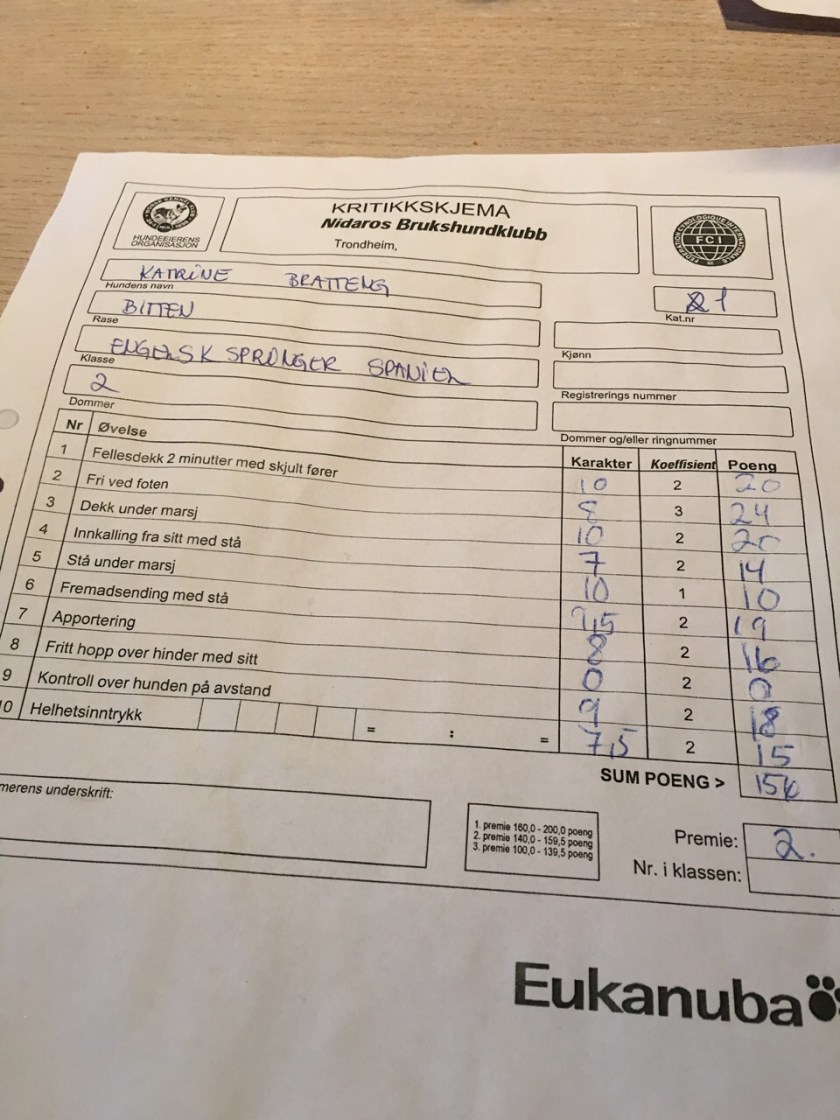 NORSK KENNEL KLUB
HUNDEEIERENS
ORGANISASJON
KRITIKKSKJEMA
Nidaros Brukshundklubb
Trondheim,
FEDERATION CYNOLOGIQUE INTERNATIONALE
FCI
KATRINE BRATTENG
Hundens navn
21
Kat.nr
BITTEN
Rase
Kjønn
ENGELSK SPRINGER SPANIEL
Klasse
Registrerings nummer
2
Dommer
Dommer og/eller ringnummer
Nr Øvelse Karakter Koeffisient Poeng
1 Fellesdekk 2 minutter med skjult fører 10 2 20
2 Fri ved foten 8 3 24
3 Dekk under marsj 10 2 20
4 Innkalling fra sitt med stå 7 2 14
5 Stå under marsj 10 1 10
6 Fremadsending med stå 9,5 2 19
7 Apportering 8 2 16
8 Fritt hopp over hinder med sitt 0 2 0
9 Kontroll over hunden på avstand 9 2 18
10 Helhetsinntrykk = : = 7,5 2 15
SUM POENG > 156
merens underskrift:
1. premie 160,0 - 200,0 poeng
2. premie 140,0 - 159,5 poeng
3. premie 100,0 - 139,5 poeng
Premie: 2.
Nr. i klassen:
Eukanuba